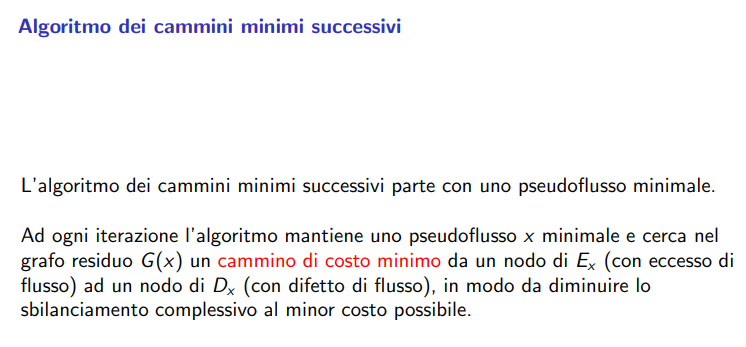 Algoritmo dei cammini minimi successivi
L'algoritmo dei cammini minimi successivi parte con uno pseudoflusso minimale.
Ad ogni iterazione l'algoritmo mantiene uno pseudoflusso x minimale e cerca nel
grafo residuo G(x) un cammino di costo minimo da un nodo di Eₓ (con eccesso di
flusso) ad un nodo di Dₓ (con difetto di flusso), in modo da diminuire lo
sbilanciamento complessivo al minor costo possibile.